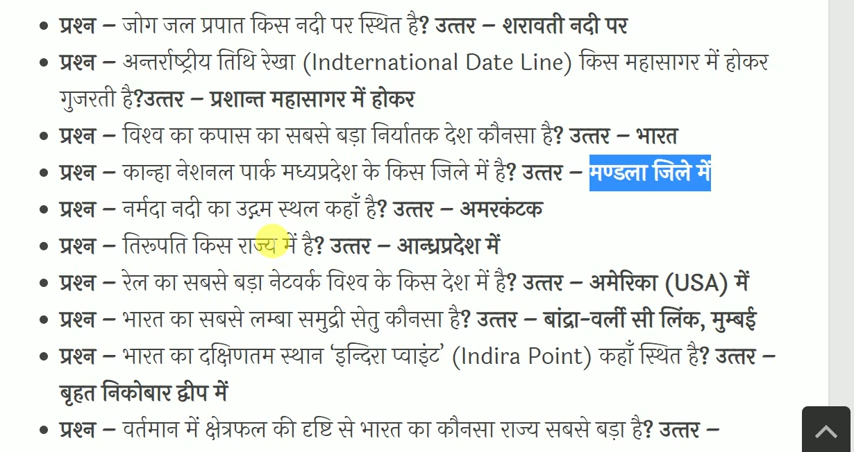 • प्रश्न – जोग जल प्रपात किस नदी पर स्थित है? उत्तर – शरावती नदी पर
• प्रश्न – अन्तर्राष्ट्रीय तिथि रेखा (Indternational Date Line) किस महासागर में होकर
गुजरती है?उत्तर – प्रशान्त महासागर में होकर
• प्रश्न – विश्व का कपास का सबसे बड़ा निर्यातक देश कौनसा है? उत्तर – भारत
• प्रश्न – कान्हा नेशनल पार्क मध्यप्रदेश के किस जिले में है? उत्तर – मण्डला जिले में
• प्रश्न – नर्मदा नदी का उद्गम स्थल कहाँ है? उत्तर – अमरकंटक
• प्रश्न – तिरूपति किस राज्य में है? उत्तर – आन्ध्रप्रदेश में
• प्रश्न – रेल का सबसे बड़ा नेटवर्क विश्व के किस देश में है? उत्तर – अमेरिका (USA) में
• प्रश्न – भारत का सबसे लम्बा समुद्री सेतु कौनसा है? उत्तर – बांद्रा-वर्ली सी लिंक, मुम्बई
• प्रश्न – भारत का दक्षिणतम स्थान ‘इन्दिरा प्वाइंट’ (Indira Point) कहाँ स्थित है? उत्तर –
बृहत निकोबार द्वीप में
• प्रश्न – वर्तमान में क्षेत्रफल की दृष्टि से भारत का कौनसा राज्य सबसे बड़ा है? उत्तर –